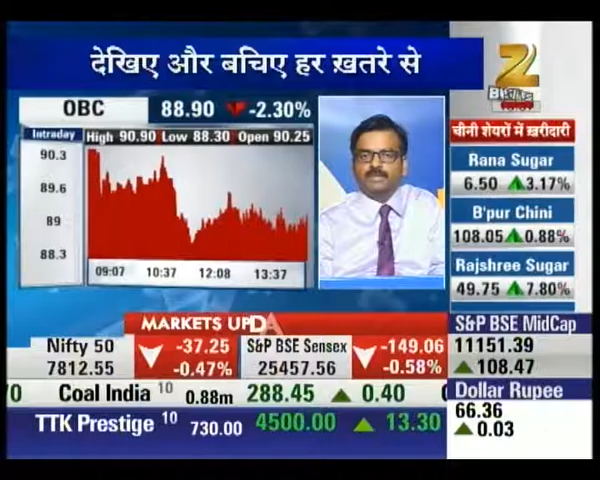 देखिए और बचिए हर ख़तरे से
OBC 88.90 -2.30%
Intraday High 90.90 Low 88.30 Open 90.25
90.3
89.6
89
88.3
09:07 10:37 12:08 13:37
Z
चीनी शेयरों में ख़रीदारी
Rana Sugar
6.50 3.17%
B'pur Chini
108.05 0.88%
Rajshree Sugar
49.75 7.80%
MARKETS UPDA
Nifty 50 -37.25
7812.55 -0.47%
S&P BSE Sensex -149.06
25457.56 -0.58%
S&P BSE MidCap
11151.39
108.47
Dollar Rupee
66.36
0.03
0 Coal India 10 0.88m 288.45 0.40
TTK Prestige 10 730.00 4500.00 13.30